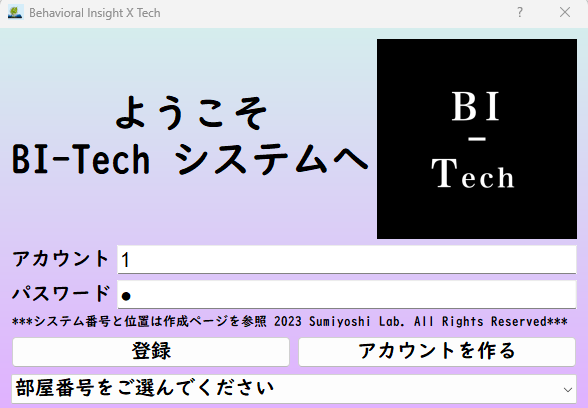 Behavioral Insight X Tech
ようこそ
BI-Tech システムへ
BI
-
Tech
アカウント 1
パスワード ●
***システム番号と位置は作成ページを参照 2023 Sumiyoshi Lab. All Rights Reserved***
登録 アカウントを作る
部屋番号をご選んでください